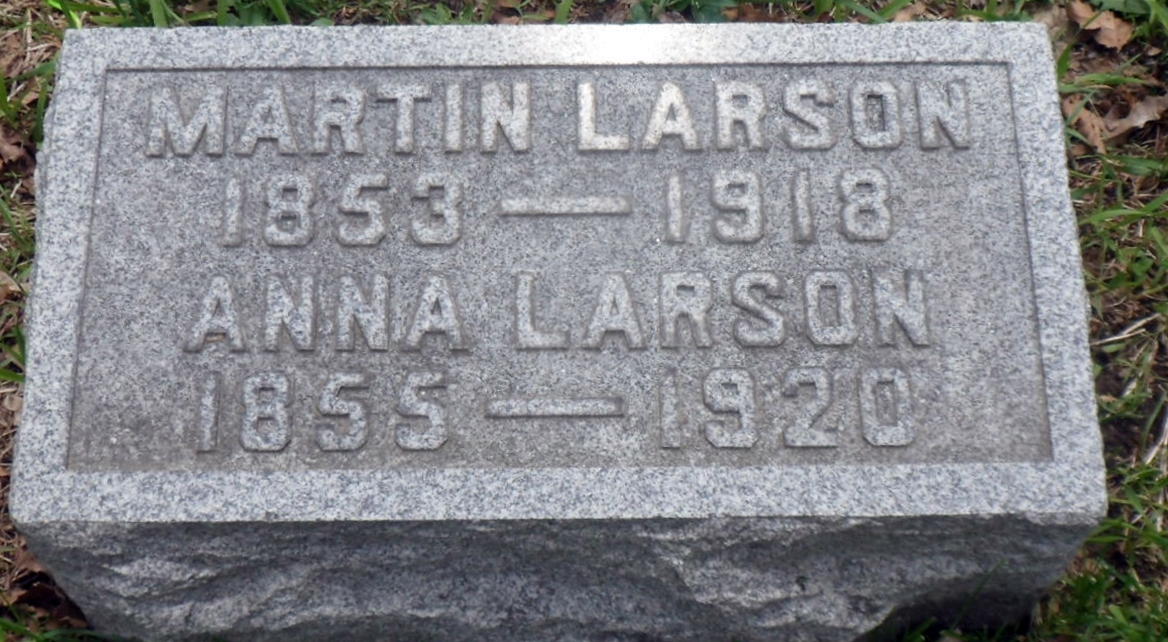 MARTIN LARSON
1853 — 1918
ANNA LARSON
1855 — 1920